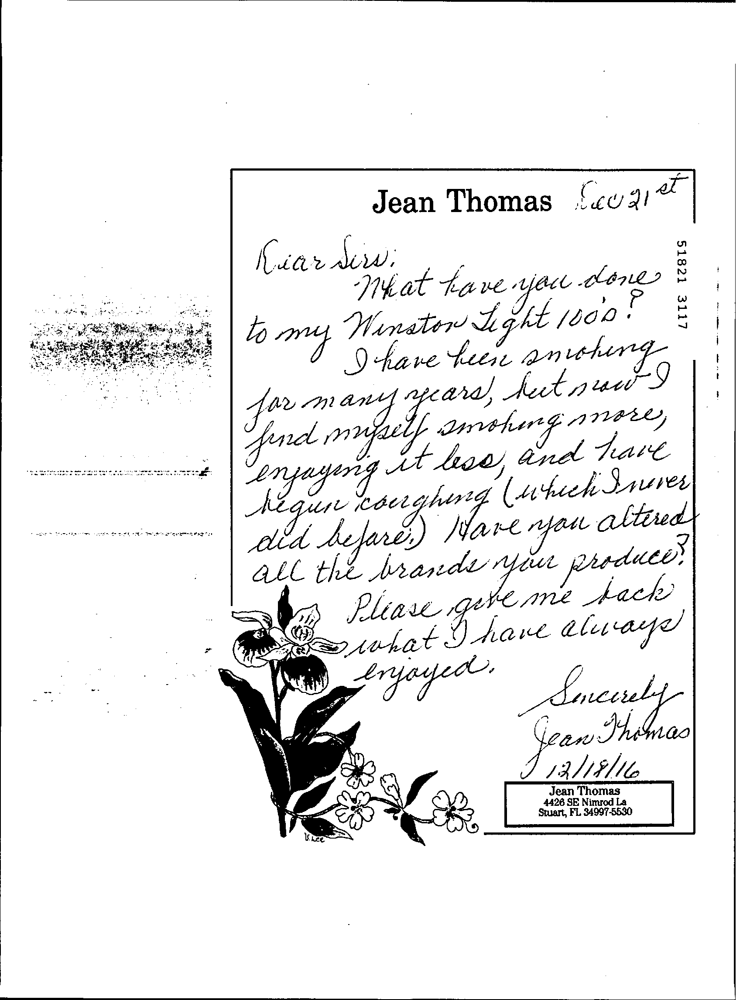 Jean Thomas Dec 21st
Dear Sirs:
What have you done
to my Winston Light 100's?
I have been smoking
for many years, but now I
find myself smoking more,
enjoying it less, and have
begun coughing (which I never
did before.) Have you altered
all the brands you produce?
Please give me back
what I have always
enjoyed.
Sincerely
Jean Thomas
12/18/16
Jean Thomas
4426 SE Nimrod La
Stuart, FL 34997-5530
51821 3117